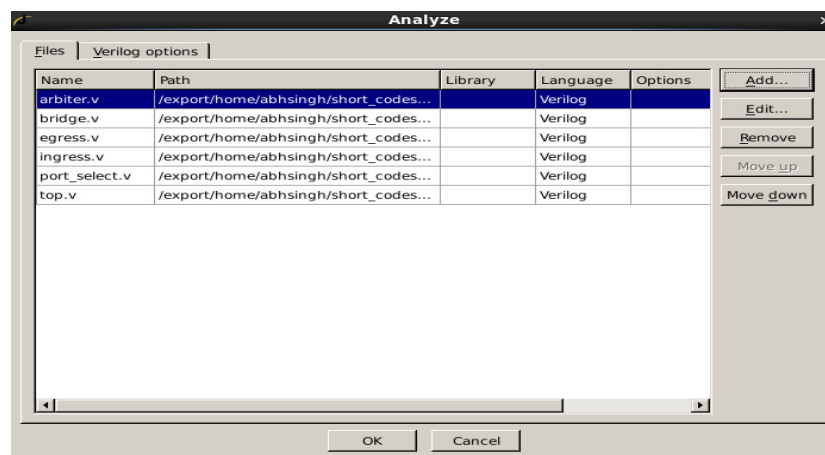 Analyze
Files Verilog options
Name Path Library Language Options
arbiter.v /export/home/abhsingh/short_codes... Verilog
bridge.v /export/home/abhsingh/short_codes... Verilog
egress.v /export/home/abhsingh/short_codes... Verilog
ingress.v /export/home/abhsingh/short_codes... Verilog
port_select.v /export/home/abhsingh/short_codes... Verilog
top.v /export/home/abhsingh/short_codes... Verilog
Add...
Edit...
Remove
Move up
Move down
OK Cancel